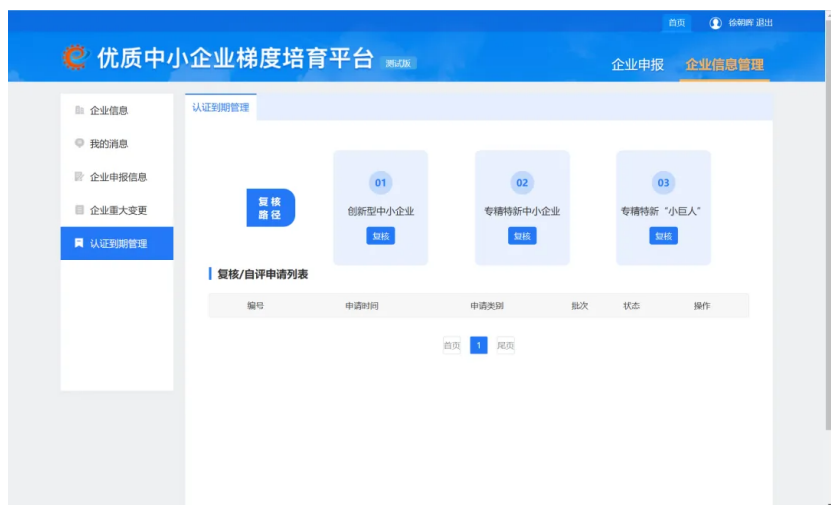 首页 徐朝晖 退出
优质中小企业梯度培育平台 测试版
企业申报 企业信息管理
企业信息
我的消息
企业申报信息
企业重大变更
认证到期管理
认证到期管理
复核
路径
01
创新型中小企业
复核
02
专精特新中小企业
复核
03
专精特新“小巨人”
复核
复核/自评申请列表
编号 申请时间 申请类别 批次 状态 操作
首页 1 尾页